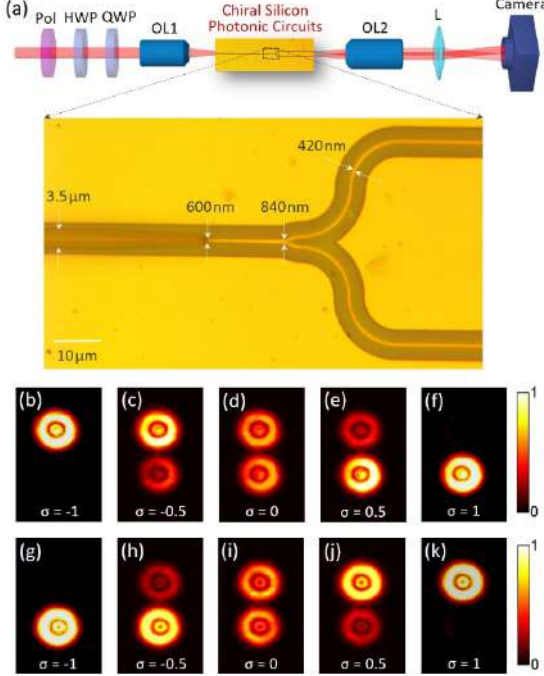 (a)
Pol HWP QWP OL1 Chiral Silicon OL2 L Camera
Photonic Circuits
420nm
3.5μm 600nm 840nm
10μm
(b) (c) (d) (e) (f) 1
σ = -1 σ = -0.5 σ = 0 σ = 0.5 σ = 1 0
(g) (h) (i) (j) (k) 1
σ = -1 σ = -0.5 σ = 0 σ = 0.5 σ = 1 0